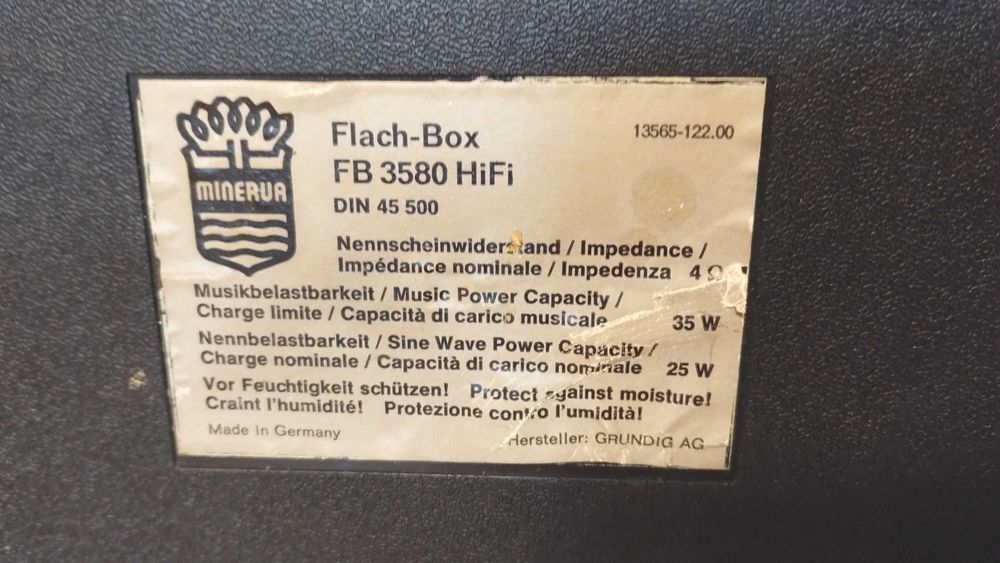 MINERVA
Flach-Box
13565-122.00
FB 3580 HiFi
DIN 45 500
Nennscheinwiderstand / Impedance /
Impédance nominale / Impedenza 4 Ω
Musikbelastbarkeit / Music Power Capacity /
Charge limite / Capacità di carico musicale 35 W
Nennbelastbarkeit / Sine Wave Power Capacity /
Charge nominale / Capacità di carico nominale 25 W
Vor Feuchtigkeit schützen! Protect against moisture!
Craint l'humidité! Protezione contro l'umidità!
Made in Germany
Hersteller: GRUNDIG AG